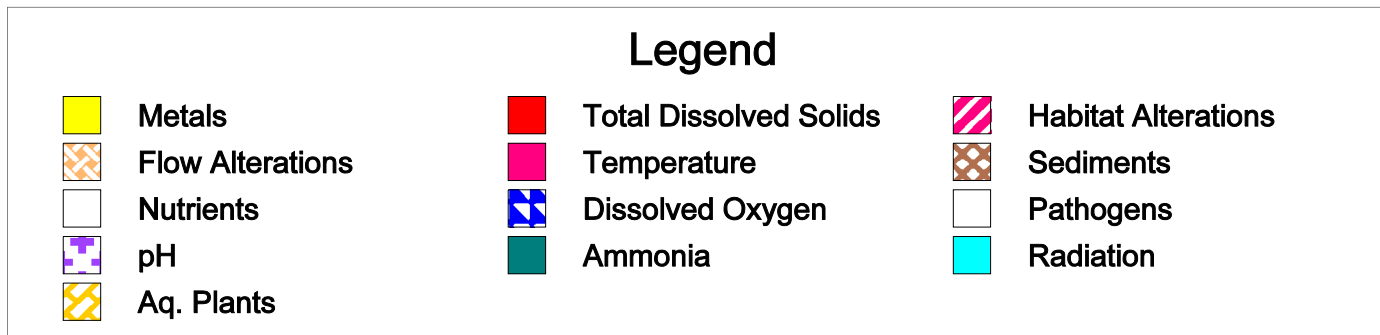 Legend
Metals
Flow Alterations
Nutrients
pH
Aq. Plants
Total Dissolved Solids
Temperature
Dissolved Oxygen
Ammonia
Habitat Alterations
Sediments
Pathogens
Radiation